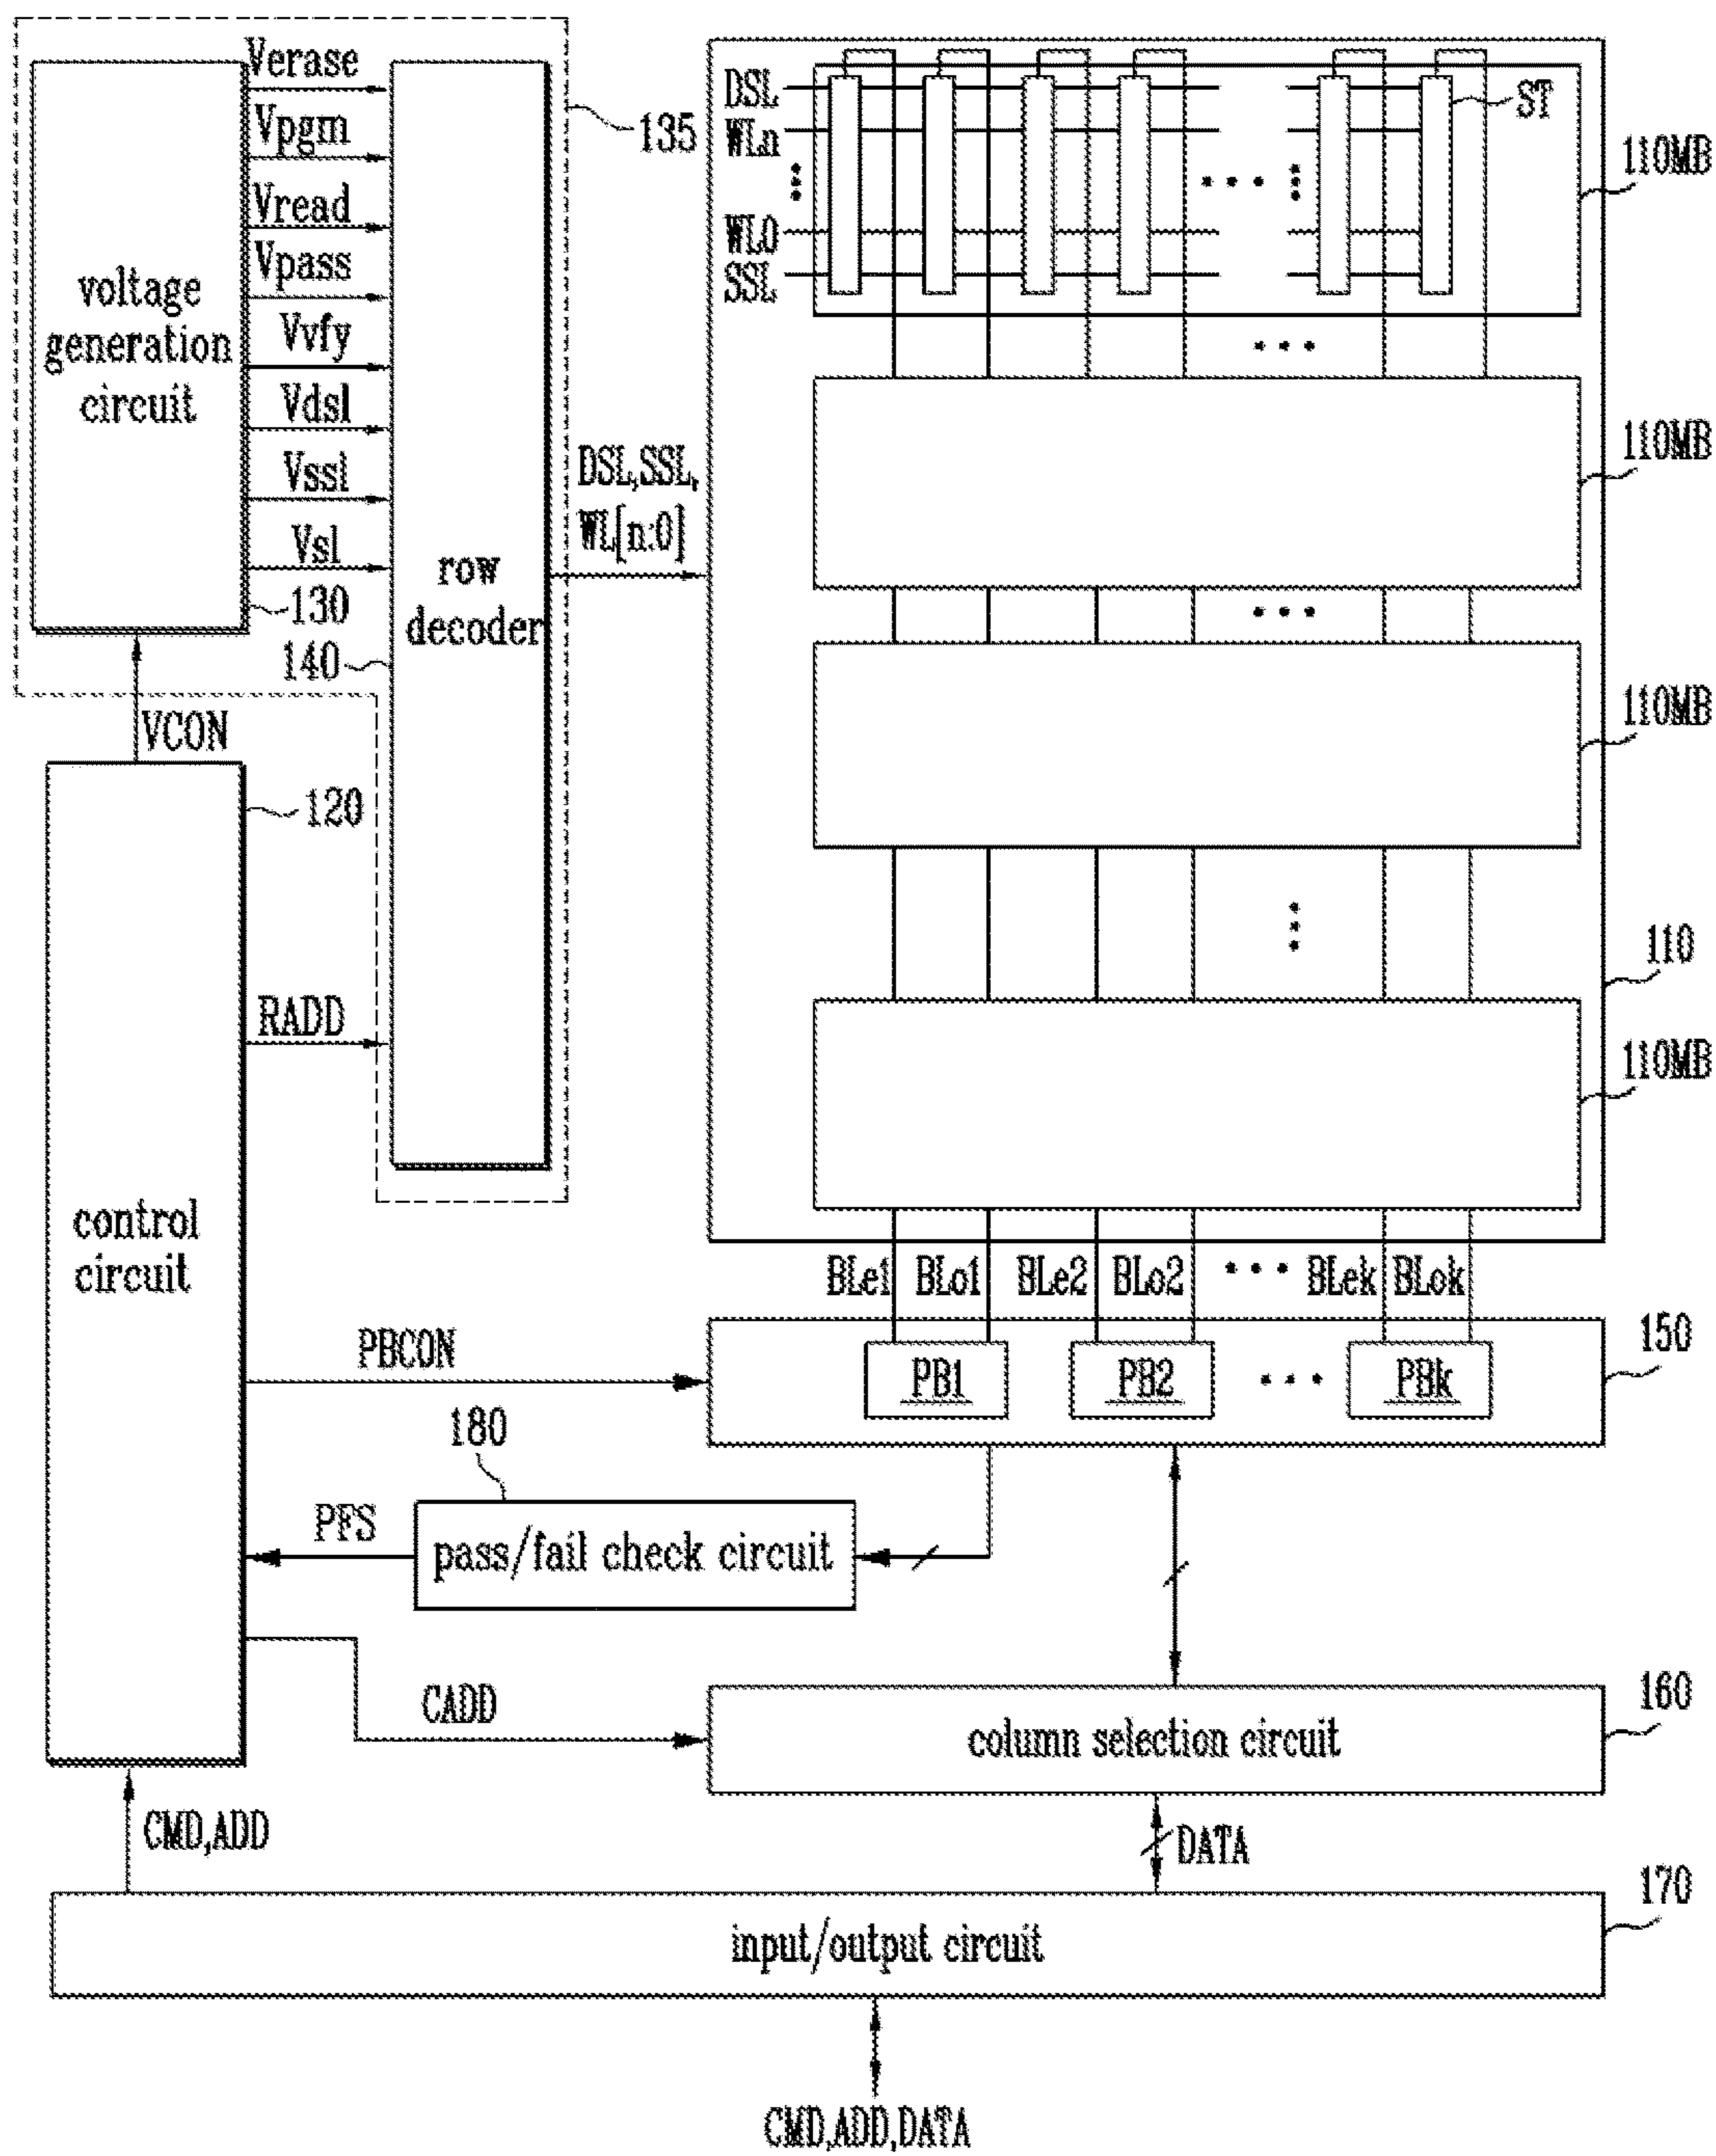 Verase
Vpgm
Vread
Vpass
Vvfy
Vdsl
Vssl
Vsl
voltage
generation
circuit
130
135
row
decoder
140
DSL,SSL,
WL[n:0]
DSL
WLn
WL0
SSL
ST
110MB
110MB
110MB
110MB
110
VCON
120
control
circuit
RADD
BLe1
BLo1
BLe2
BLo2
BLek
BLok
PBCON
PB1
PB2
PBk
150
180
PFS
pass/fail check circuit
CADD
column selection circuit
160
CMD,ADD
DATA
input/output circuit
170
CMD,ADD,DATA